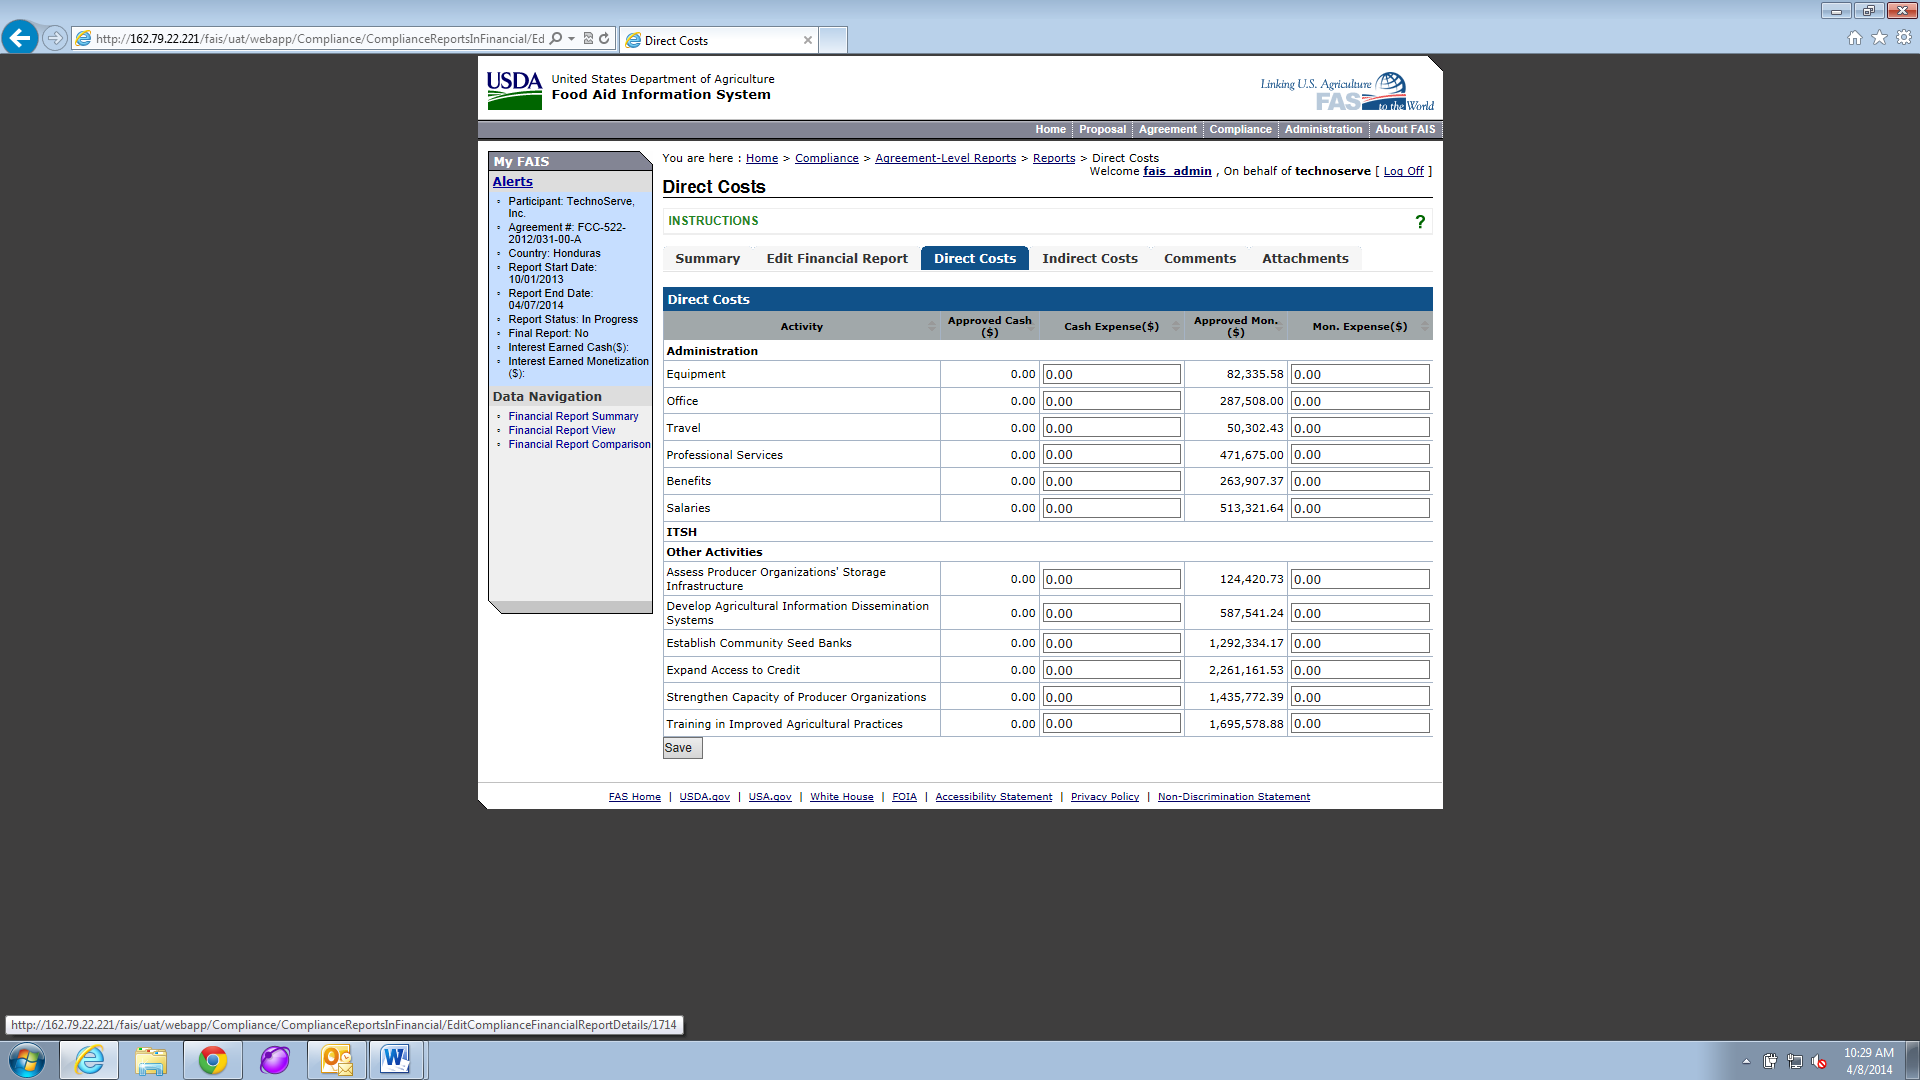 http://162.79.22.221/fais/uat/webapp/Compliance/ComplianceReportsInFinancial/Ed
Direct Costs
USDA
United States Department of Agriculture
Food Aid Information System
Linking U.S. Agriculture
FAS
to the World
Home Proposal Agreement Compliance Administration About FAIS
My FAIS
Alerts
Participant: TechnoServe,
Inc.
Agreement #: FCC-522-
2012/031-00-A
Country: Honduras
Report Start Date:
10/01/2013
Report End Date:
04/07/2014
Report Status: In Progress
Final Report: No
Interest Earned Cash($):
Interest Earned Monetization
($):
Data Navigation
Financial Report Summary
Financial Report View
Financial Report Comparison
You are here : Home > Compliance > Agreement-Level Reports > Reports > Direct Costs
Welcome fais_admin , On behalf of technoserve [ Log Off ]
Direct Costs
INSTRUCTIONS ?
Summary Edit Financial Report Direct Costs Indirect Costs Comments Attachments
Direct Costs
Activity Approved Cash ($) Cash Expense($) Approved Mon. ($) Mon. Expense($)
Administration
Equipment 0.00 0.00 82,335.58 0.00
Office 0.00 0.00 287,508.00 0.00
Travel 0.00 0.00 50,302.43 0.00
Professional Services 0.00 0.00 471,675.00 0.00
Benefits 0.00 0.00 263,907.37 0.00
Salaries 0.00 0.00 513,321.64 0.00
ITSH
Other Activities
Assess Producer Organizations' Storage
Infrastructure 0.00 0.00 124,420.73 0.00
Develop Agricultural Information Dissemination
Systems 0.00 0.00 587,541.24 0.00
Establish Community Seed Banks 0.00 0.00 1,292,334.17 0.00
Expand Access to Credit 0.00 0.00 2,261,161.53 0.00
Strengthen Capacity of Producer Organizations 0.00 0.00 1,435,772.39 0.00
Training in Improved Agricultural Practices 0.00 0.00 1,695,578.88 0.00
Save
FAS Home | USDA.gov | USA.gov | White House | FOIA | Accessibility Statement | Privacy Policy | Non-Discrimination Statement
http://162.79.22.221/fais/uat/webapp/Compliance/ComplianceReportsInFinancial/EditComplianceFinancialReportDetails/1714
10:29 AM
4/8/2014